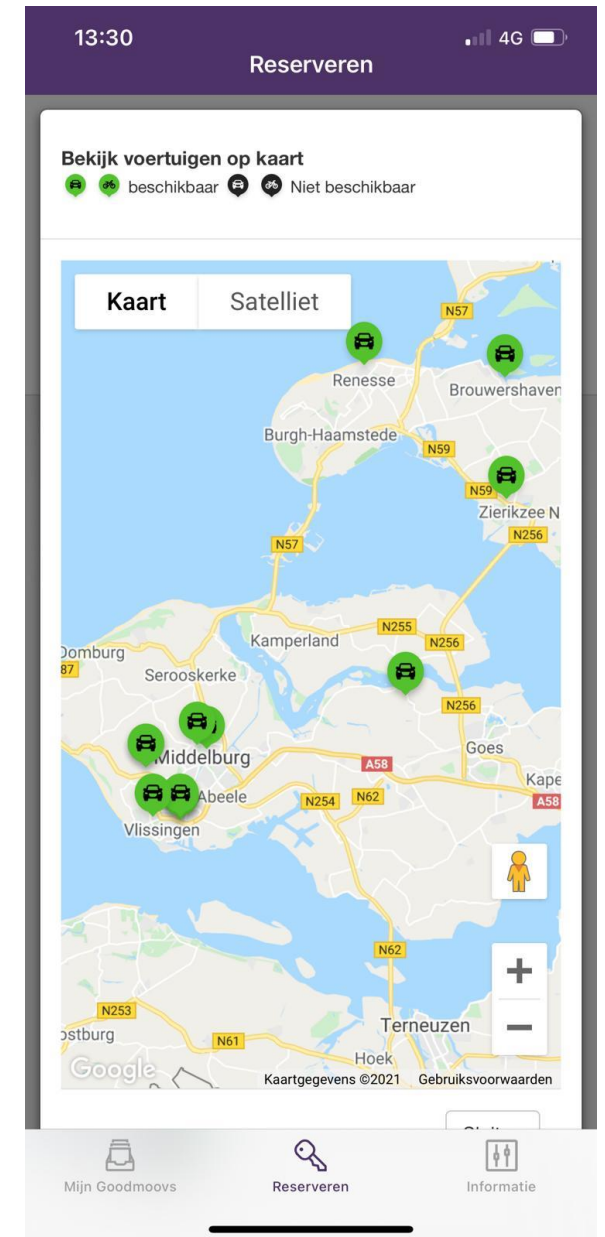 13:30
4G
Reserveren
Bekijk voertuigen op kaart
beschikbaar Niet beschikbaar
Kaart Satelliet
N57
Renesse
Brouwershaven
Burgh-Haamstede
N59
N59
Zierikzee N
N256
N57
Kamperland
N255
N256
Domburg
87
Serooskerke
N256
Middelburg
Goes
A58
Kape
A58
Abeele
N254 N62
Vlissingen
N62
N253
ostburg
N61
Terneuzen
Hoek
Google
Kaartgegevens ©2021 Gebruiksvoorwaarden
Mijn Goodmoovs Reserveren Informatie